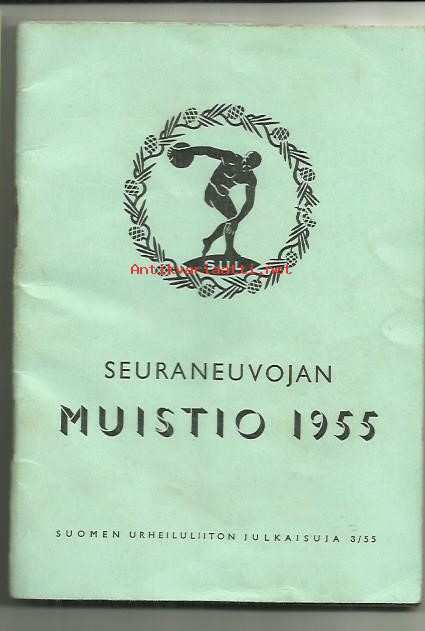 SUL
Antikvariaatti.net
SEURANEUVOJAN
MUISTIO 1955
SUOMEN URHEILULIITON JULKAISUJA 3/55